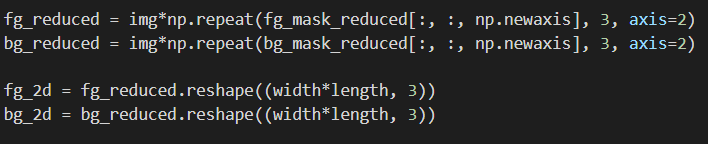 fg_reduced = img*np.repeat(fg_mask_reduced[:, :, np.newaxis], 3, axis=2)
bg_reduced = img*np.repeat(bg_mask_reduced[:, :, np.newaxis], 3, axis=2)
fg_2d = fg_reduced.reshape((width*length, 3))
bg_2d = bg_reduced.reshape((width*length, 3))